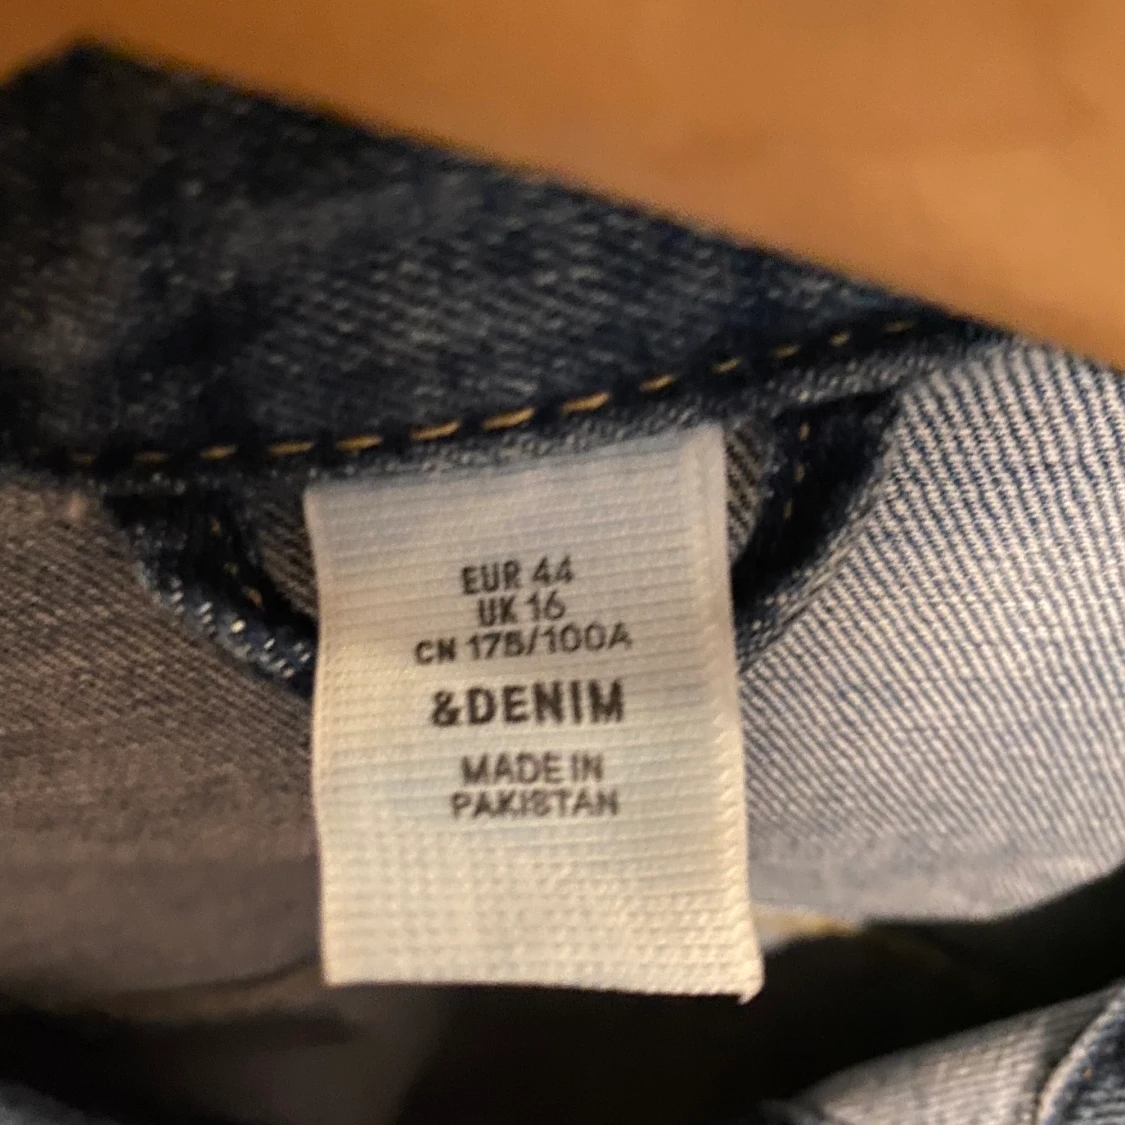 EUR 44
UK 16
CN 175/100A
&DENIM
MADE IN
PAKISTAN